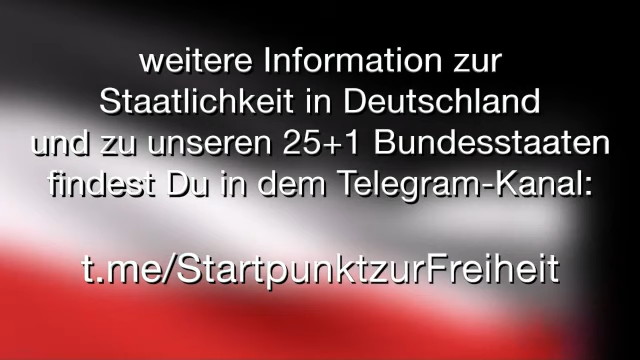 weitere Information zur
Staatlichkeit in Deutschland
und zu unseren 25+1 Bundesstaaten
findest Du in dem Telegram-Kanal:
t.me/StartpunktzurFreiheit